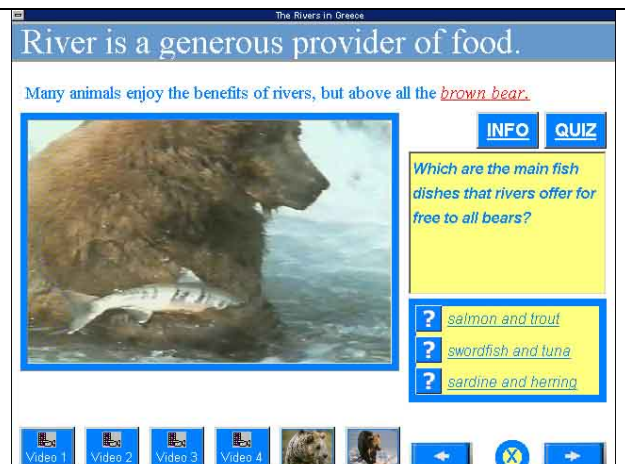 The Rivers in Greece
River is a generous provider of food.
Many animals enjoy the benefits of rivers, but above all the brown bear.
INFO QUIZ
Which are the main fish
dishes that rivers offer for
free to all bears?
? salmon and trout
? swordfish and tuna
? sardine and herring
Video 1 Video 2 Video 3 Video 4 X